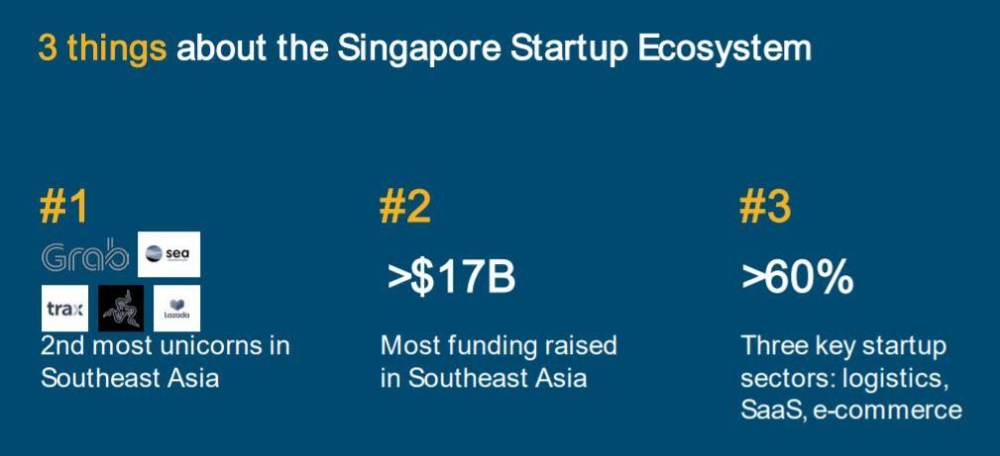 3 things about the Singapore Startup Ecosystem
#1
Grab
sea
trax
Lazada
2nd most unicorns in
Southeast Asia
#2
>$17B
Most funding raised
in Southeast Asia
#3
>60%
Three key startup
sectors: logistics,
SaaS, e-commerce